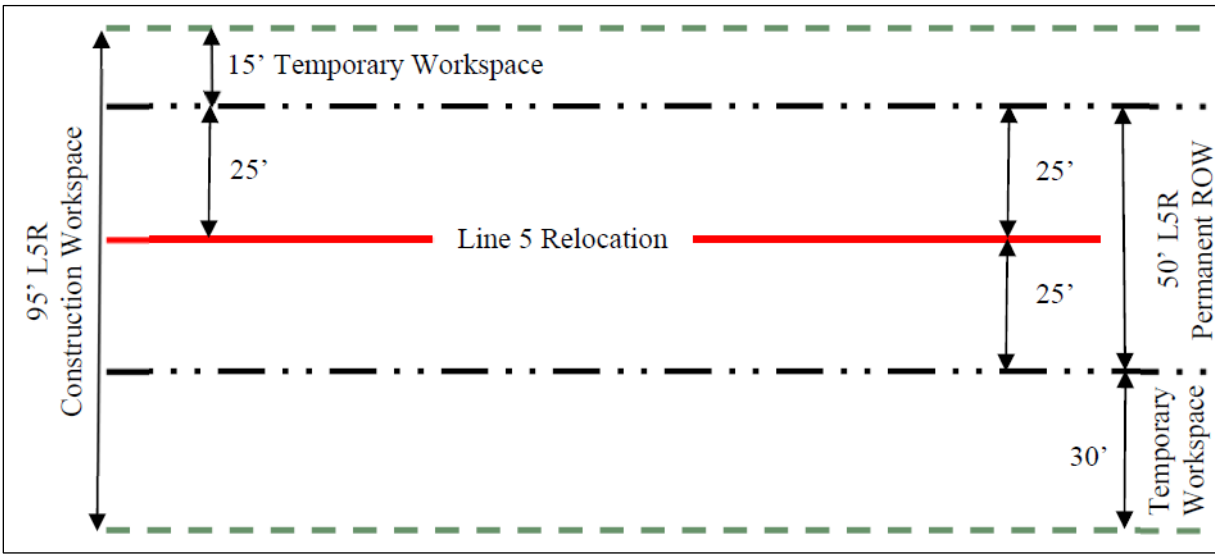 15’ Temporary Workspace
25’
25’
Line 5 Relocation
25’
30’
95’ L5R
Construction Workspace
50’ L5R
Permanent ROW
Temporary
Workspace